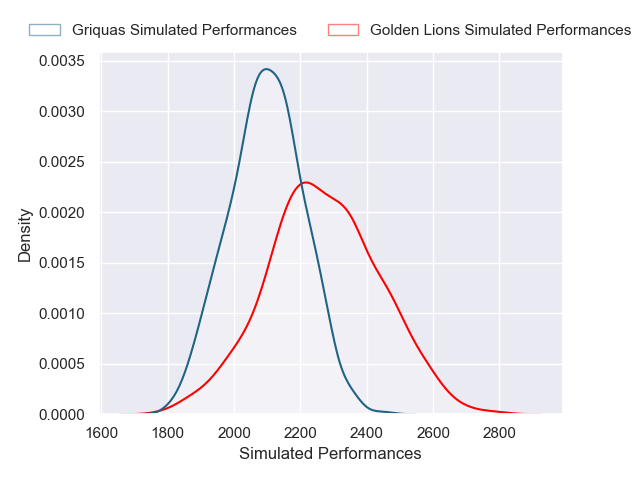 Griquas Simulated Performances Golden Lions Simulated Performances
0.0035
0.0030
0.0025
0.0020
0.0015
0.0010
0.0005
0.0000
Density
1600 1800 2000 2200 2400 2600 2800
Simulated Performances